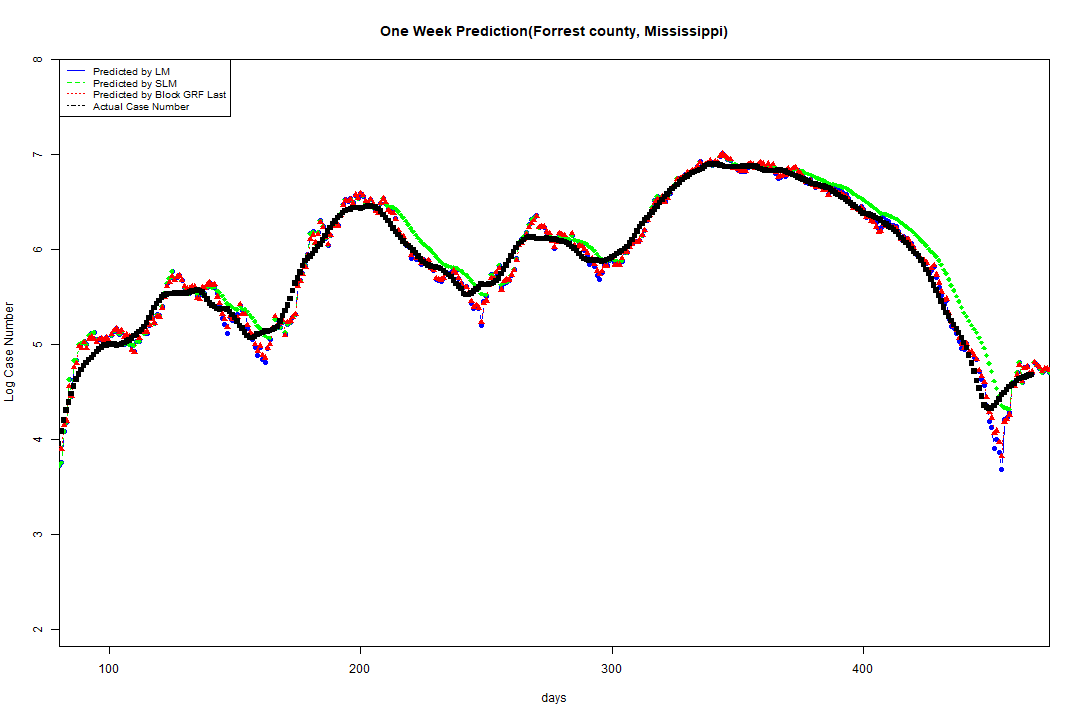 One Week Prediction(Forrest county, Mississippi)
Predicted by LM
Predicted by SLM
Predicted by Block GRF Last
Actual Case Number
8
7
6
5
4
3
2
Log Case Number
100 200 300 400
days